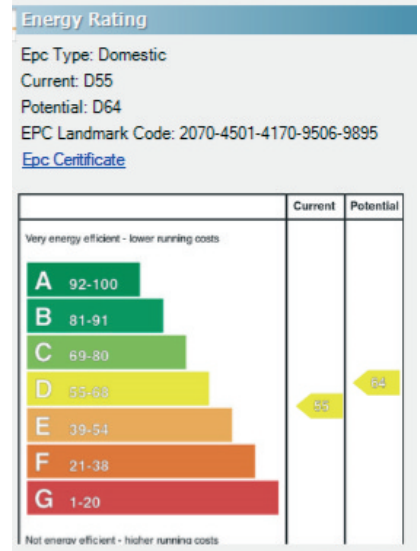 Energy Rating
Epc Type: Domestic
Current: D55
Potential: D64
EPC Landmark Code: 2070-4501-4170-9506-9895
Epc Ceritificate
Current Potential
Very energy efficient - lower running costs
A 92-100
B 81-91
C 69-80
D 55-68
64
55
E 39-54
F 21-38
G 1-20
Not energy efficient - higher running costs